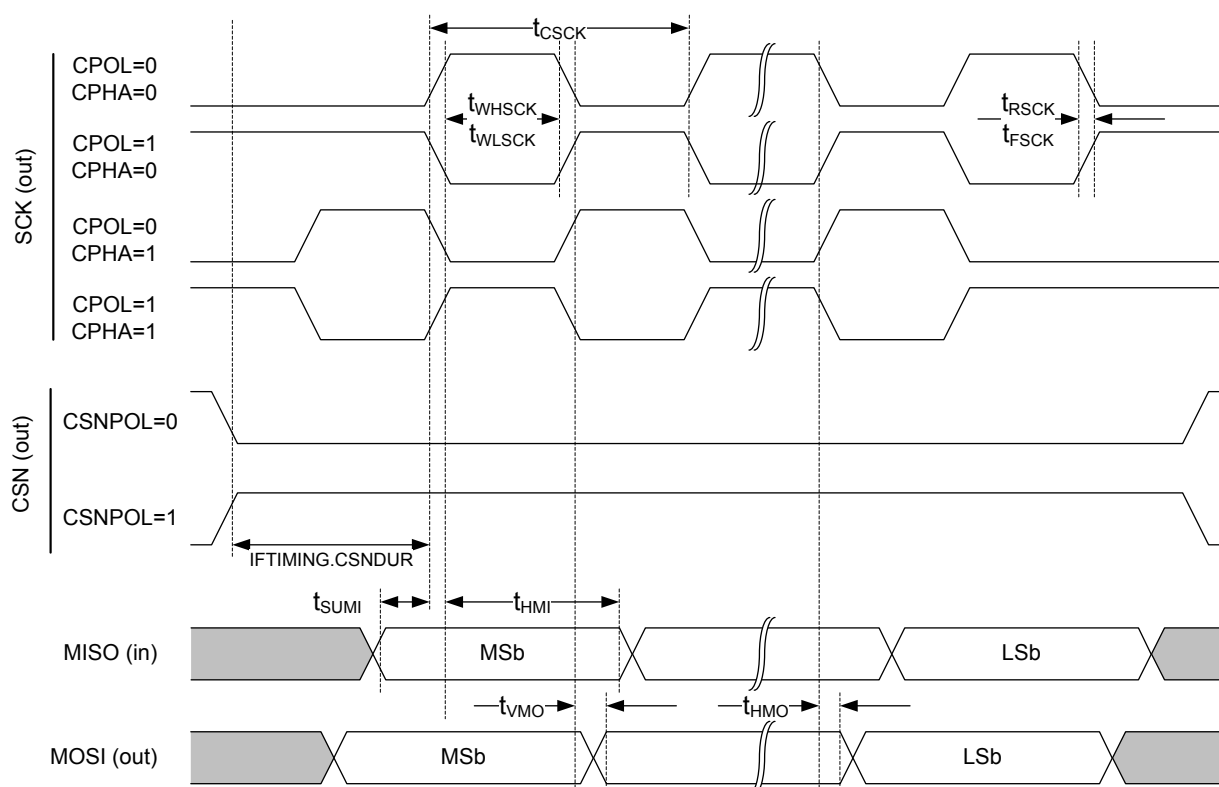 tCSCK
SCK (out)
CPOL=0
CPHA=0
tWHSCK
tWLSCK
tRSCK
tFSCK
CPOL=1
CPHA=0
CPOL=0
CPHA=1
CPOL=1
CPHA=1
CSN (out)
CSNPOL=0
CSNPOL=1
IFTIMING.CSNDUR
tSUMI
tHMI
MISO (in)
MSb
LSb
tVMO
tHMO
MOSI (out)
MSb
LSb